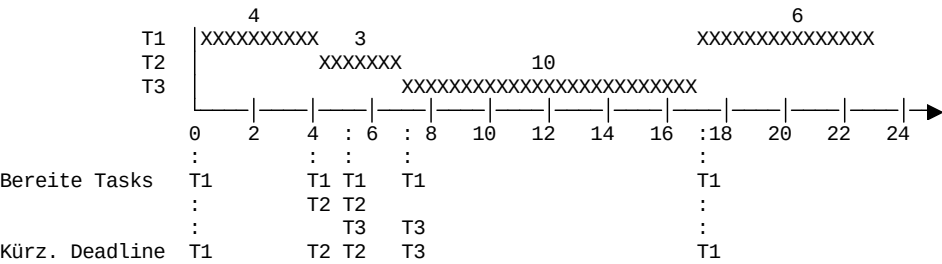 4 6
T1 XXXXXXXXXX 3 XXXXXXXXXXXXXXX
T2 XXXXXXX 10
T3 XXXXXXXXXXXXXXXXXXXXXXXXX
0 2 4 : 6 : 8 10 12 14 16 :18 20 22 24
: : : : :
Bereite Tasks T1 T1 T1 T1 T1
: T2 T2 :
: T3 T3 :
Kürz. Deadline T1 T2 T2 T3 T1